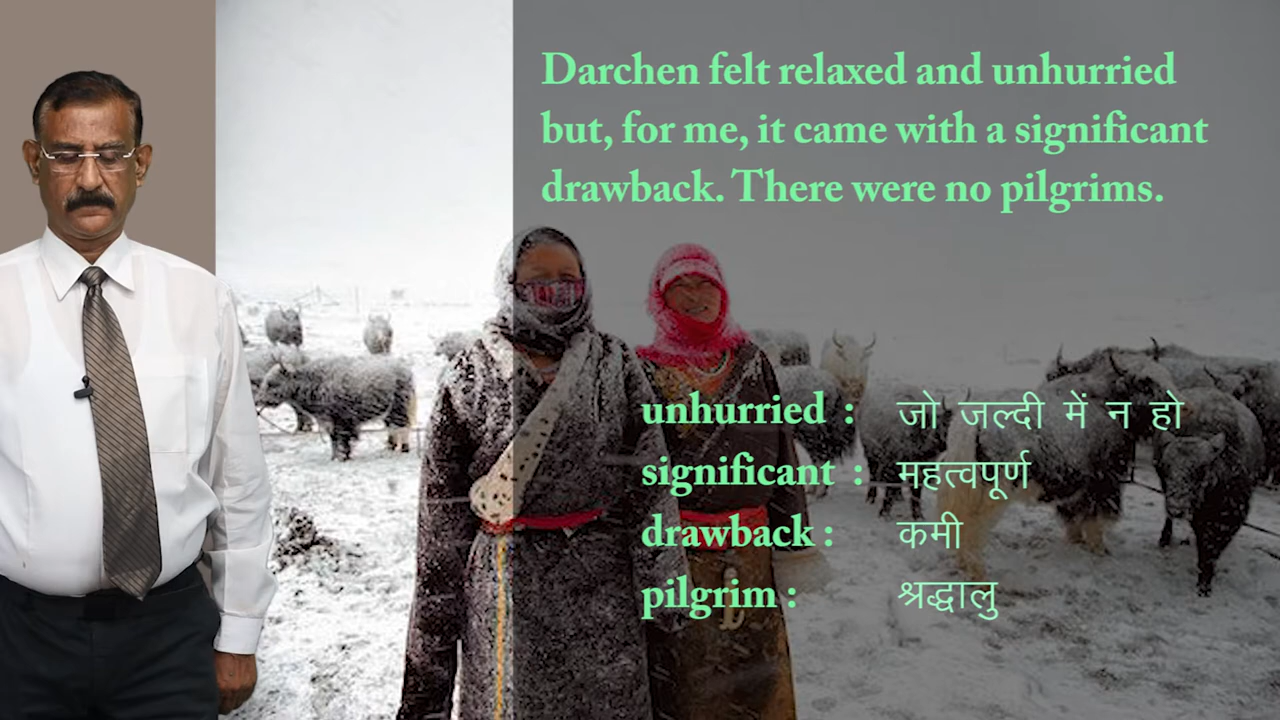 Darchen felt relaxed and unhurried
but, for me, it came with a significant
drawback. There were no pilgrims.
unhurried : जो जल्दी में न हो
significant : महत्वपूर्ण
drawback : कमी
pilgrim : श्रद्धालु